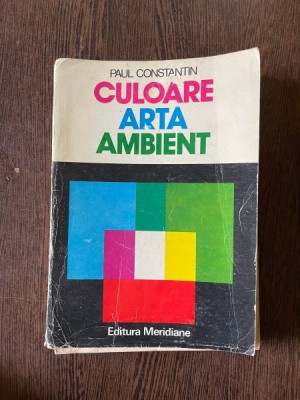 PAUL CONSTANTIN
CULOARE
ARTA
AMBIENT
Editura Meridiane